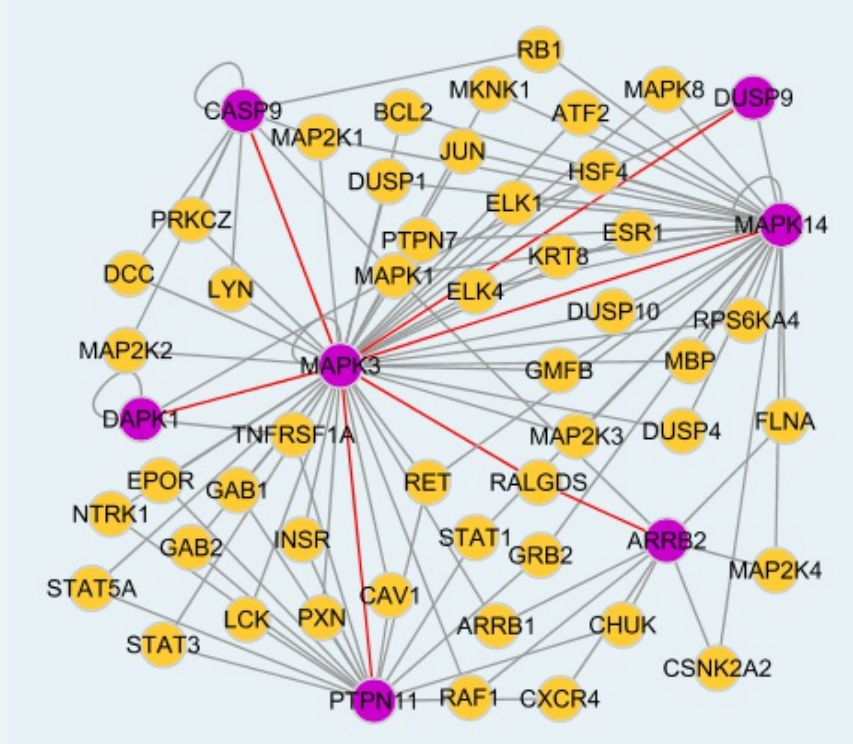 RB1
MKNK1
MAPK8
DUSP9
CASP9
BCL2
ATF2
MAP2K1
JUN
HSF4
DUSP1
ELK1
PRKCZ
PTPN7
ESR1
MAPK14
KRT8
DCC
LYN
MAPK1
ELK4
DUSP10
RPS6KA4
MAP2K2
MAPK3
GMFB
MBP
DAPK1
TNFRSF1A
MAP2K3
DUSP4
FLNA
EPOR
GAB1
RET
RALGDS
NTRK1
GAB2
INSR
STAT1
GRB2
ARRB2
MAP2K4
STAT5A
LCK
PXN
CAV1
ARRB1
CHUK
STAT3
CSNK2A2
PTPN11
RAF1
CXCR4